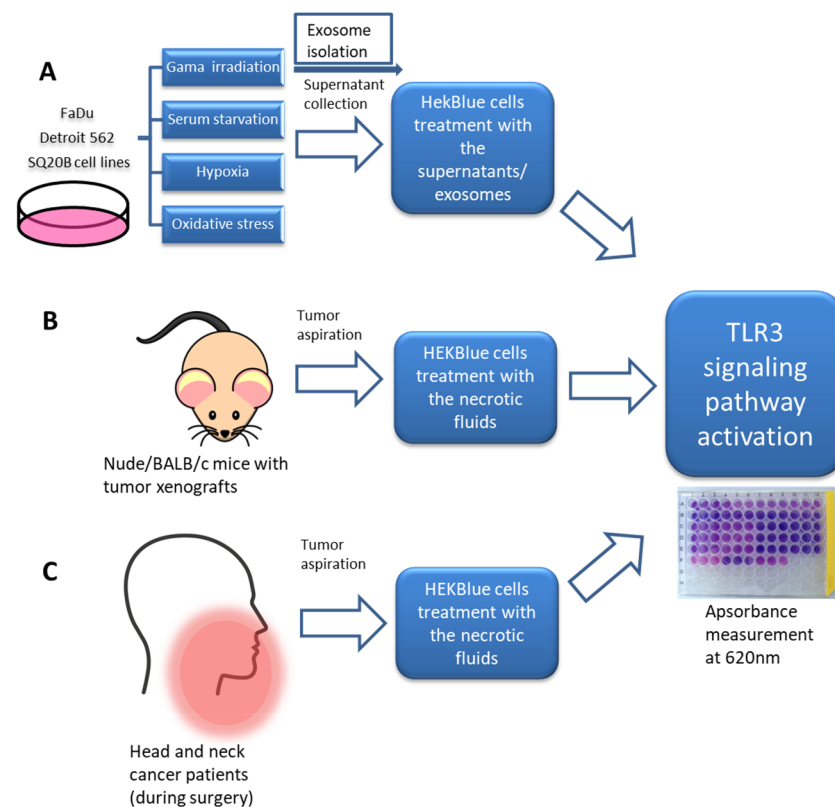 A
FaDu
Detroit 562
SQ20B cell lines
Gama irradiation
Serum starvation
Hypoxia
Oxidative stress
Exosome
isolation
Supernatant
collection
HekBlue cells
treatment with
the
supernatants/
exosomes
B
Nude/BALB/c mice with
tumor xenografts
Tumor
aspiration
HEKBlue cells
treatment with
the necrotic
fluids
TLR3
signaling
pathway
activation
C
Head and neck
cancer patients
(during surgery)
Tumor
aspiration
HEKBlue cells
treatment with
the necrotic
fluids
Apsorbance
measurement
at 620nm